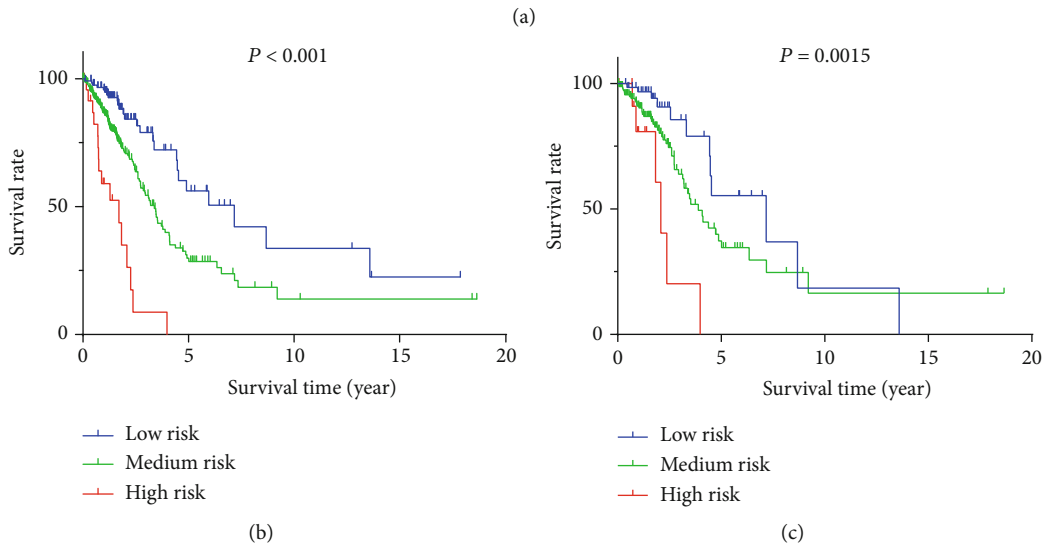 (a)
P < 0.001
100
50
0
Survival rate
0 5 10 15 20
Survival time (year)
Low risk
Medium risk
High risk
(b)
P = 0.0015
100
50
0
Survival rate
0 5 10 15 20
Survival time (year)
Low risk
Medium risk
High risk
(c)